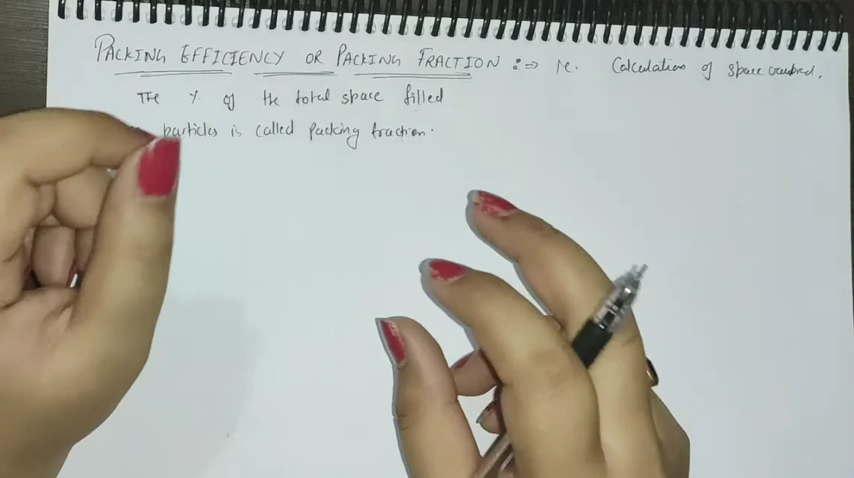 PACKING EFFICIENCY OR PACKING FRACTION :⇒ Calculation of space occupied.
The % of the total space filled
particles is called packing fraction.